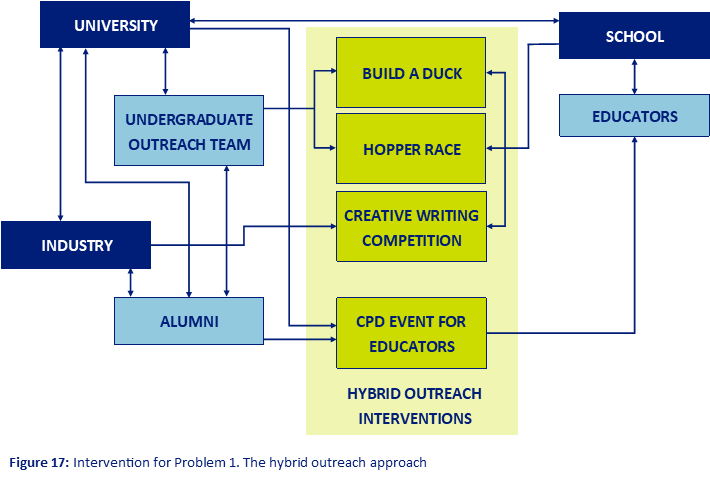 UNIVERSITY
SCHOOL
BUILD A DUCK
UNDERGRADUATE
OUTREACH TEAM
EDUCATORS
HOPPER RACE
CREATIVE WRITING
COMPETITION
INDUSTRY
ALUMNI
CPD EVENT FOR
EDUCATORS
HYBRID OUTREACH
INTERVENTIONS
Figure 17: Intervention for Problem 1. The hybrid outreach approach